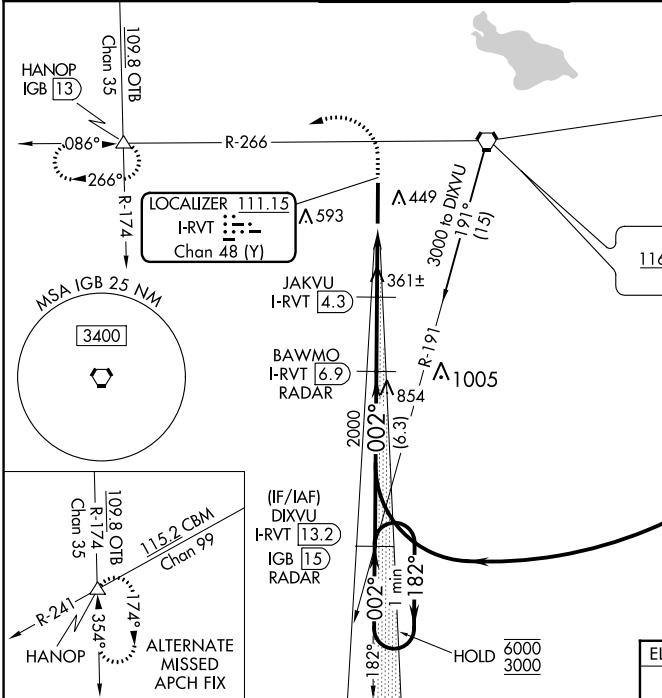 109.8 OTB
Chan 35
HANOP
IGB 13
086°
266°
R-266
R-174
LOCALIZER 111.15
I-RVT
Chan 48 (Y)
593
449
3000 to DIXVU
191°
(15)
116
JAKVU
I-RVT 4.3
361±
MSA IGB 25 NM
3400
BAWMO
I-RVT 6.9
RADAR
R-191
1005
854
2000
002°
(6.3)
109.8 OTB
Chan 35
R-174
115.2 CBM
Chan 99
R-241
HANOP
354°
174°
ALTERNATE
MISSED
APCH FIX
(IF/IAF)
DIXVU
I-RVT 13.2
IGB 15
RADAR
002°
1 min
182°
182°
HOLD
6000
3000
EL